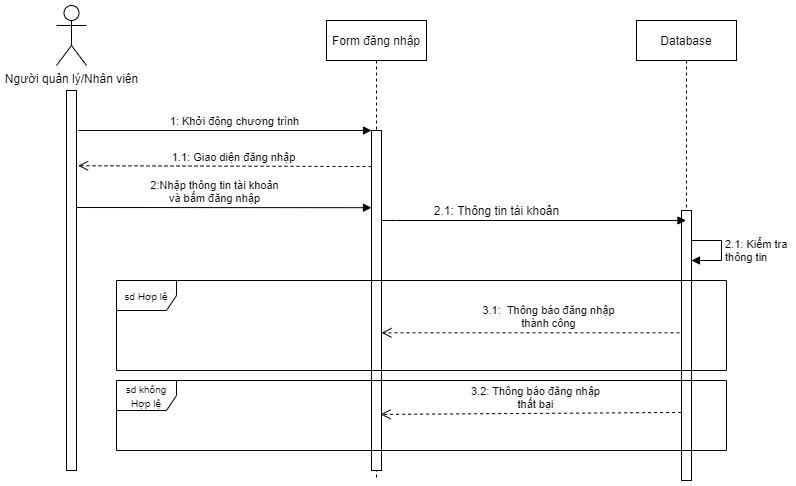 Form đăng nhập
Database
Người quản lý/Nhân viên
1: Khởi động chương trình
1.1: Giao diện đăng nhập
2:Nhập thông tin tài khoản
và bấm đăng nhập
2.1: Thông tin tài khoản
2.1: Kiểm tra
thông tin
sd Hợp lệ
3.1: Thông báo đăng nhập
thành công
sd không
Hợp lệ
3.2: Thông báo đăng nhập
thất bại